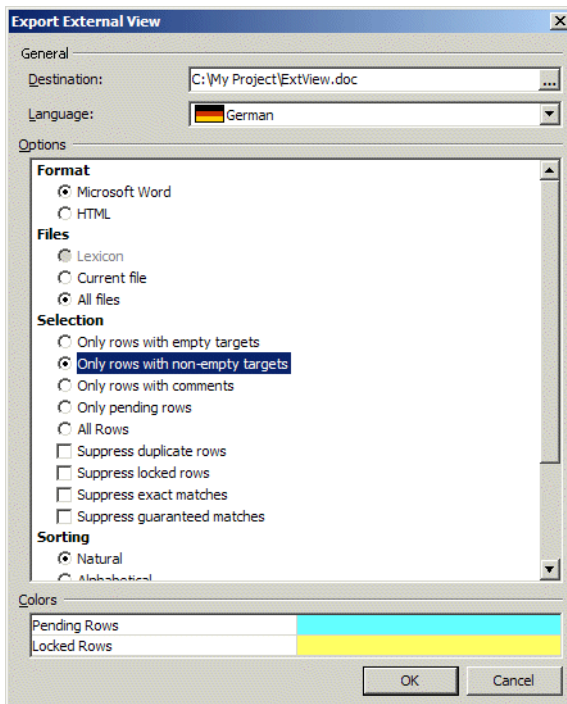 Export External View
General
Destination: C:\My Project\ExtView.doc ...
Language: German
Options
Format
Microsoft Word
HTML
Files
Lexicon
Current file
All files
Selection
Only rows with empty targets
Only rows with non-empty targets
Only rows with comments
Only pending rows
All Rows
Suppress duplicate rows
Suppress locked rows
Suppress exact matches
Suppress guaranteed matches
Sorting
Natural
Alphabetical
Colors
Pending Rows
Locked Rows
OK Cancel